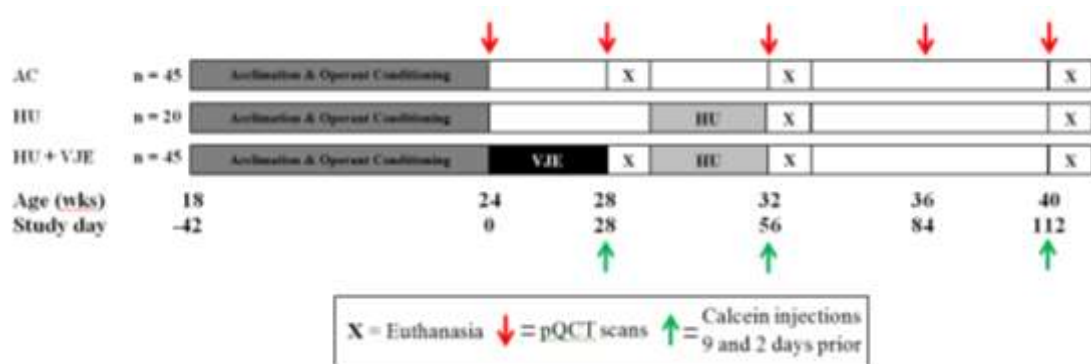 AC n = 45 Acclimation & Operant Conditioning X X X
HU n = 20 Acclimation & Operant Conditioning HU X X
HU + VJE n = 45 Acclimation & Operant Conditioning VJE X HU X X
Age (wks) 18 24 28 32 36 40
Study day -42 0 28 56 84 112
X = Euthanasia = pQCT scans = Calcein injections
9 and 2 days prior